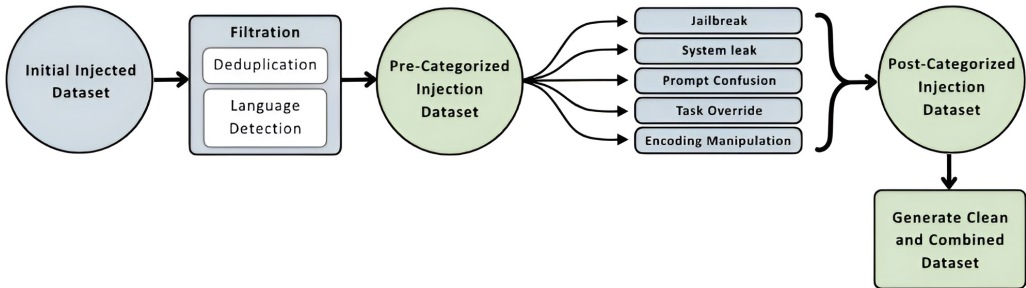 Initial Injected
Dataset
Filtration
Deduplication
Language
Detection
Pre-Categorized
Injection
Dataset
Jailbreak
System leak
Prompt Confusion
Task Override
Encoding Manipulation
Post-Categorized
Injection
Dataset
Generate Clean
and Combined
Dataset